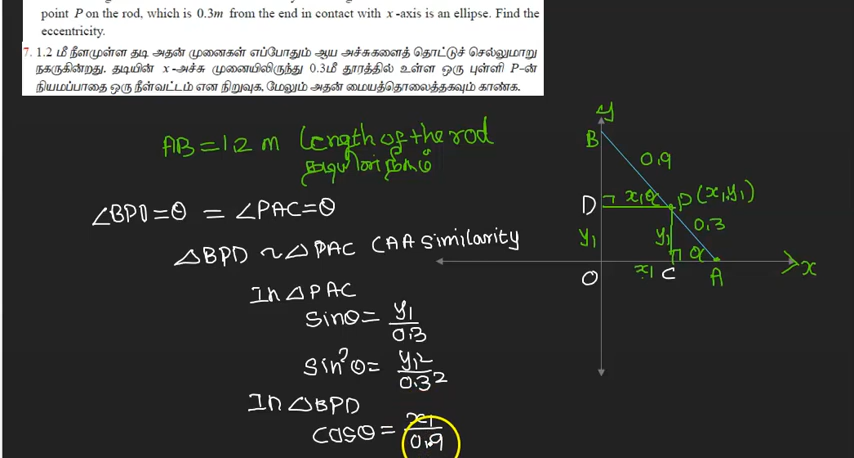 point P on the rod, which is 0.3m from the end in contact with x-axis is an ellipse. Find the
eccentricity.
7. 1.2 மீ நீளமுள்ள தடி அதன் முனைகள் எப்போதும் ஆய அச்சுகளைத் தொட்டுச் செல்லுமாறு
நகருகின்றது. தடியின் x-அச்சு முனையிலிருந்து 0.3மீ தூரத்தில் உள்ள ஒரு புள்ளி P-ன்
நியமப்பாதை ஒரு நீள்வட்டம் என நிறுவுக. மேலும் அதன் மையத்தொலைத்தகவும் காண்க.
AB = 1.2 m Length of the rod
தடியின் நீளம்
∠BPD = θ = ∠PAC = θ
△BPD ~ △PAC (AA similarity
In △PAC
sinθ = y1/0.3
sin²θ = y1²/0.3²
In △BPD
cosθ = x1/0.9
y
B
0.9
D
x1
θ
P(x1,y1)
y1
y1
0.3
θ
O
x1
C
A
x